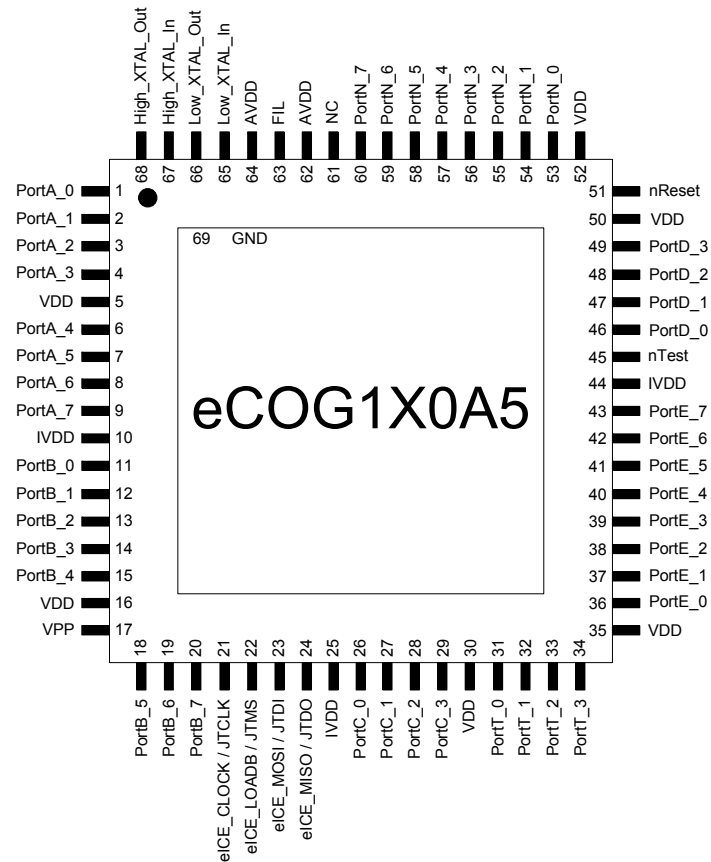 High_XTAL_Out
High_XTAL_In
Low_XTAL_Out
Low_XTAL_In
AVDD
FIL
AVDD
NC
PortN_7
PortN_6
PortN_5
PortN_4
PortN_3
PortN_2
PortN_1
PortN_0
VDD
68
67
66
65
64
63
62
61
60
59
58
57
56
55
54
53
52
PortA_0 1
PortA_1 2
PortA_2 3
PortA_3 4
VDD 5
PortA_4 6
PortA_5 7
PortA_6 8
PortA_7 9
IVDD 10
PortB_0 11
PortB_1 12
PortB_2 13
PortB_3 14
PortB_4 15
VDD 16
VPP 17
69 GND
eCOG1X0A5
51 nReset
50 VDD
49 PortD_3
48 PortD_2
47 PortD_1
46 PortD_0
45 nTest
44 IVDD
43 PortE_7
42 PortE_6
41 PortE_5
40 PortE_4
39 PortE_3
38 PortE_2
37 PortE_1
36 PortE_0
35 VDD
18
19
20
21
22
23
24
25
26
27
28
29
30
31
32
33
34
PortB_5
PortB_6
PortB_7
eICE_CLOCK / JTCLK
eICE_LOADB / JTMS
eICE_MOSI / JTDI
eICE_MISO / JTDO
IVDD
PortC_0
PortC_1
PortC_2
PortC_3
VDD
PortT_0
PortT_1
PortT_2
PortT_3